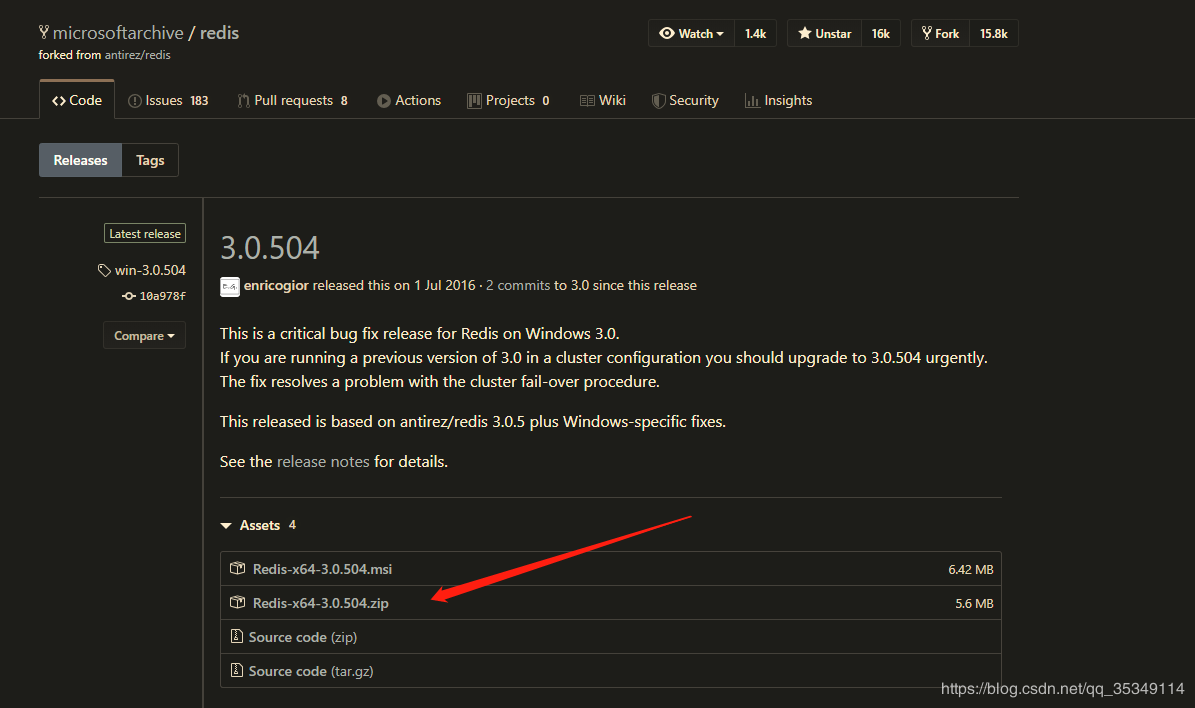 microsoftarchive / redis
Watch 1.4k Unstar 16k Fork 15.8k
forked from antirez/redis
Code Issues 183 Pull requests 8 Actions Projects 0 Wiki Security Insights
Releases Tags
Latest release
win-3.0.504
10a978f
Compare
3.0.504
enricogior released this on 1 Jul 2016 · 2 commits to 3.0 since this release
This is a critical bug fix release for Redis on Windows 3.0.
If you are running a previous version of 3.0 in a cluster configuration you should upgrade to 3.0.504 urgently.
The fix resolves a problem with the cluster fail-over procedure.
This released is based on antirez/redis 3.0.5 plus Windows-specific fixes.
See the release notes for details.
Assets 4
Redis-x64-3.0.504.msi 6.42 MB
Redis-x64-3.0.504.zip 5.6 MB
Source code (zip)
Source code (tar.gz)
https://blog.csdn.net/qq_35349114